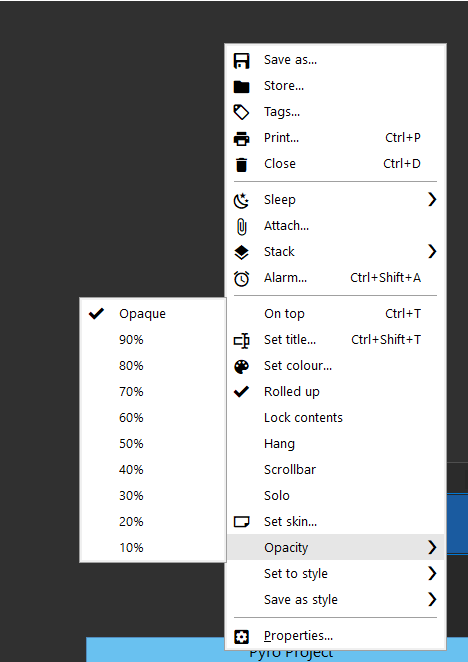 Save as...
Store...
Tags...
Print... Ctrl+P
Close Ctrl+D
Sleep
Attach...
Stack
Alarm... Ctrl+Shift+A
On top Ctrl+T
Set title... Ctrl+Shift+T
Set colour...
Rolled up
Lock contents
Hang
Scrollbar
Solo
Set skin...
Opacity
Set to style
Save as style
Properties...
Opaque
90%
80%
70%
60%
50%
40%
30%
20%
10%
Pyro Project